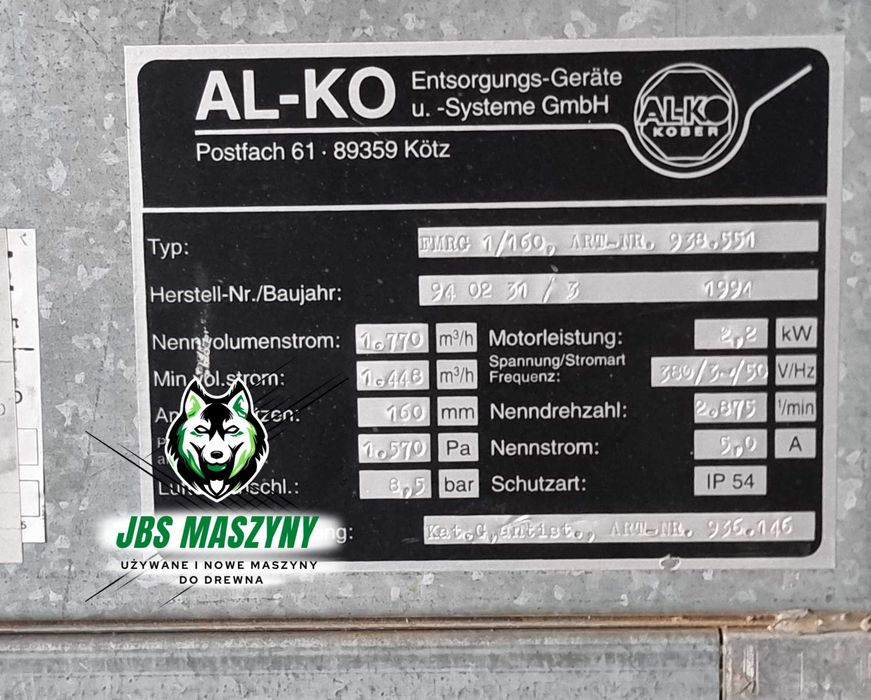 AL-KO Entsorgungs-Geräte
u. -Systeme GmbH
AL-KO
KOBER
Postfach 61 · 89359 Kötz
Typ: EMRG 1/160, ART-NR. 938.551
Herstell-Nr./Baujahr: 94 02 31 / 3 1994
Nennvolumenstrom: 1.770 m³/h Motorleistung: 2,2 kW
Min.vol.strom: 1.448 m³/h Spannung/Stromart
Frequenz: 380/3~/50 V/Hz
160 mm Nenndrehzahl: 2.875 1/min
1.570 Pa Nennstrom: 5,0 A
8,5 bar Schutzart: IP 54
Kat.G,antist., ART-NR. 936.146
JBS MASZYNY
UŻYWANE I NOWE MASZYNY
DO DREWNA